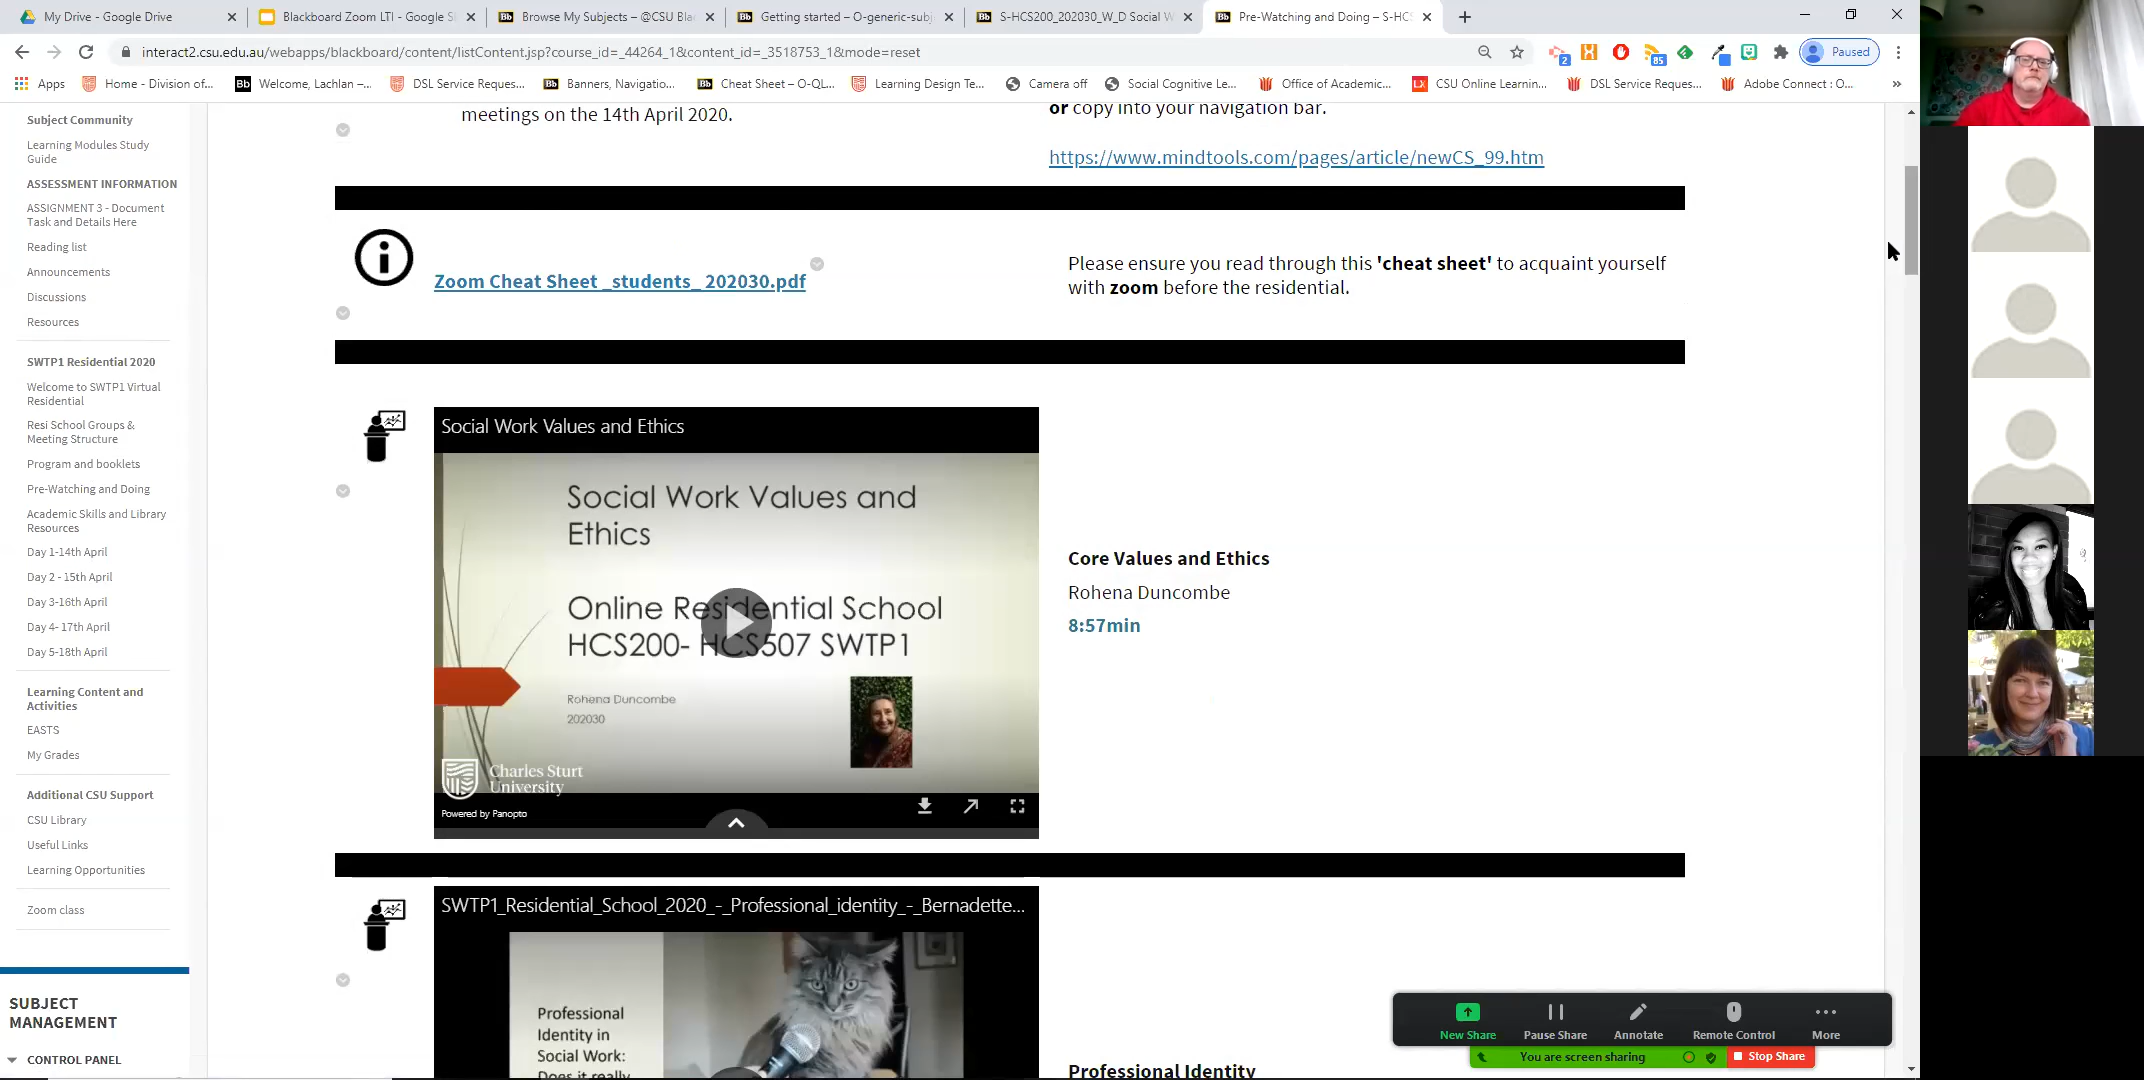 My Drive - Google Drive
Blackboard Zoom LTI - Google S
Browse My Subjects – @CSU Bla
Getting started – O-generic-subj
S-HCS200_202030_W_D Social W
Pre-Watching and Doing – S-HCS
interact2.csu.edu.au/webapps/blackboard/content/listContent.jsp?course_id=_44264_1&content_id=_3518753_1&mode=reset
2
85
Paused
Apps
Home - Division of...
Welcome, Lachlan –...
DSL Service Reques...
Banners, Navigatio...
Cheat Sheet – O-QL...
Learning Design Te...
Camera off
Social Cognitive Le...
Office of Academic...
CSU Online Learnin...
DSL Service Reques...
Adobe Connect : O...
Subject Community
Learning Modules Study
Guide
ASSESSMENT INFORMATION
ASSIGNMENT 3 - Document
Task and Details Here
Reading list
Announcements
Discussions
Resources
SWTP1 Residential 2020
Welcome to SWTP1 Virtual
Residential
Resi School Groups &
Meeting Structure
Program and booklets
Pre-Watching and Doing
Academic Skills and Library
Resources
Day 1-14th April
Day 2 - 15th April
Day 3-16th April
Day 4- 17th April
Day 5-18th April
Learning Content and
Activities
EASTS
My Grades
Additional CSU Support
CSU Library
Useful Links
Learning Opportunities
Zoom class
SUBJECT
MANAGEMENT
CONTROL PANEL
meetings on the 14th April 2020.
or copy into your navigation bar.
https://www.mindtools.com/pages/article/newCS_99.htm
Zoom Cheat Sheet _students_ 202030.pdf
Please ensure you read through this 'cheat sheet' to acquaint yourself
with zoom before the residential.
Social Work Values and Ethics
Social Work Values and
Ethics
Online Residential School
HCS200- HCS507 SWTP1
Rohena Duncombe
202030
Charles Sturt
University
Powered by Panopto
Core Values and Ethics
Rohena Duncombe
8:57min
SWTP1_Residential_School_2020_-_Professional_identity_-_Bernadette...
Professional
Identity in
Social Work:
Does it really
Professional Identity
New Share
Pause Share
Annotate
Remote Control
More
You are screen sharing
Stop Share